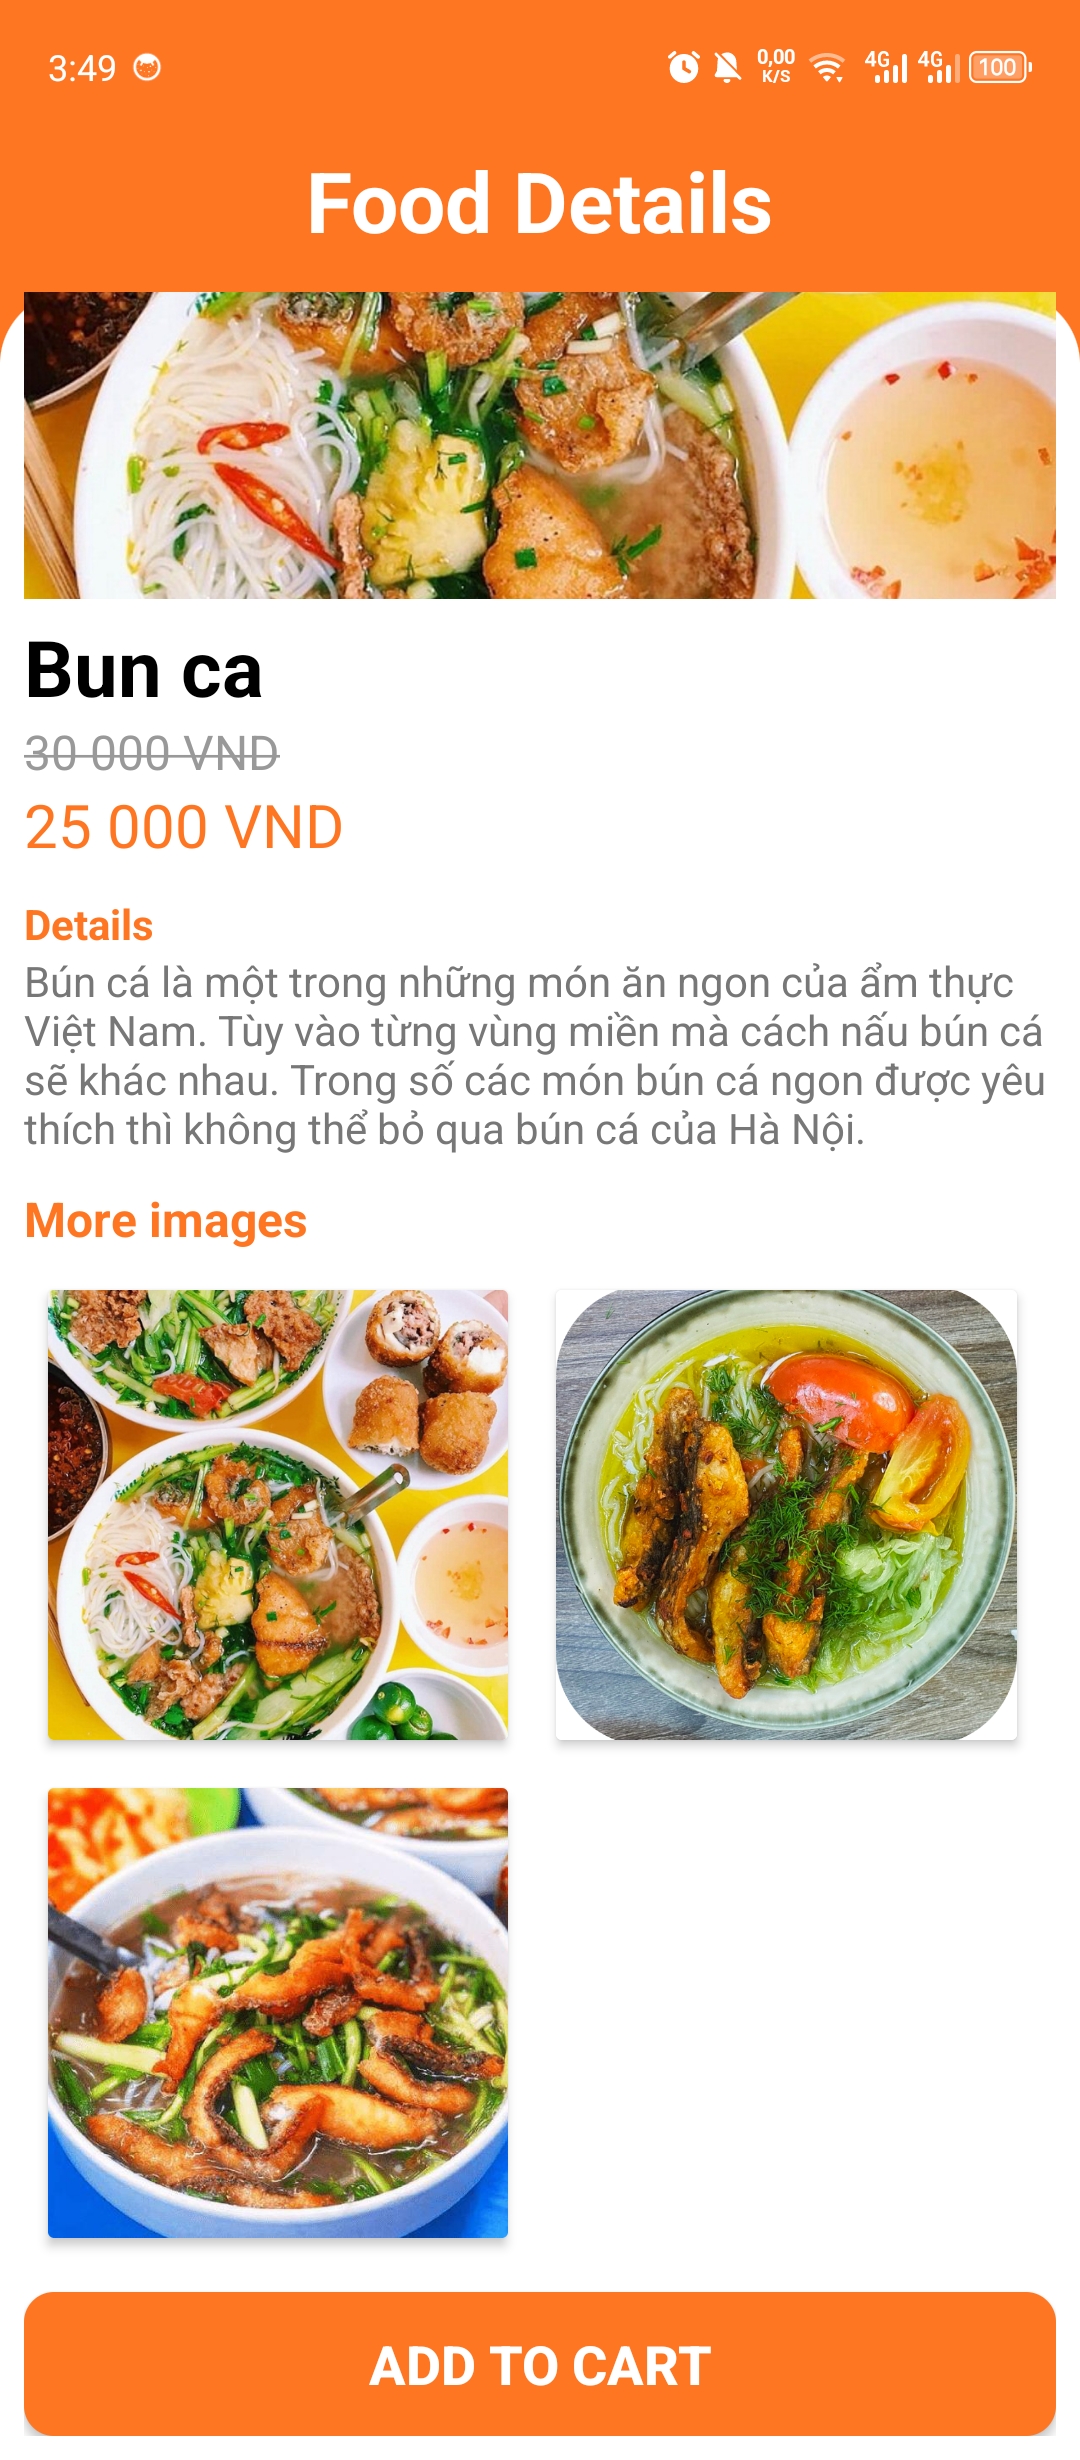 3:49
0,00
K/S
4G
4G
100
Food Details
Bun ca
30 000 VND
25 000 VND
Details
Bún cá là một trong những món ăn ngon của ẩm thực
Việt Nam. Tùy vào từng vùng miền mà cách nấu bún cá
sẽ khác nhau. Trong số các món bún cá ngon được yêu
thích thì không thể bỏ qua bún cá của Hà Nội.
More images
ADD TO CART